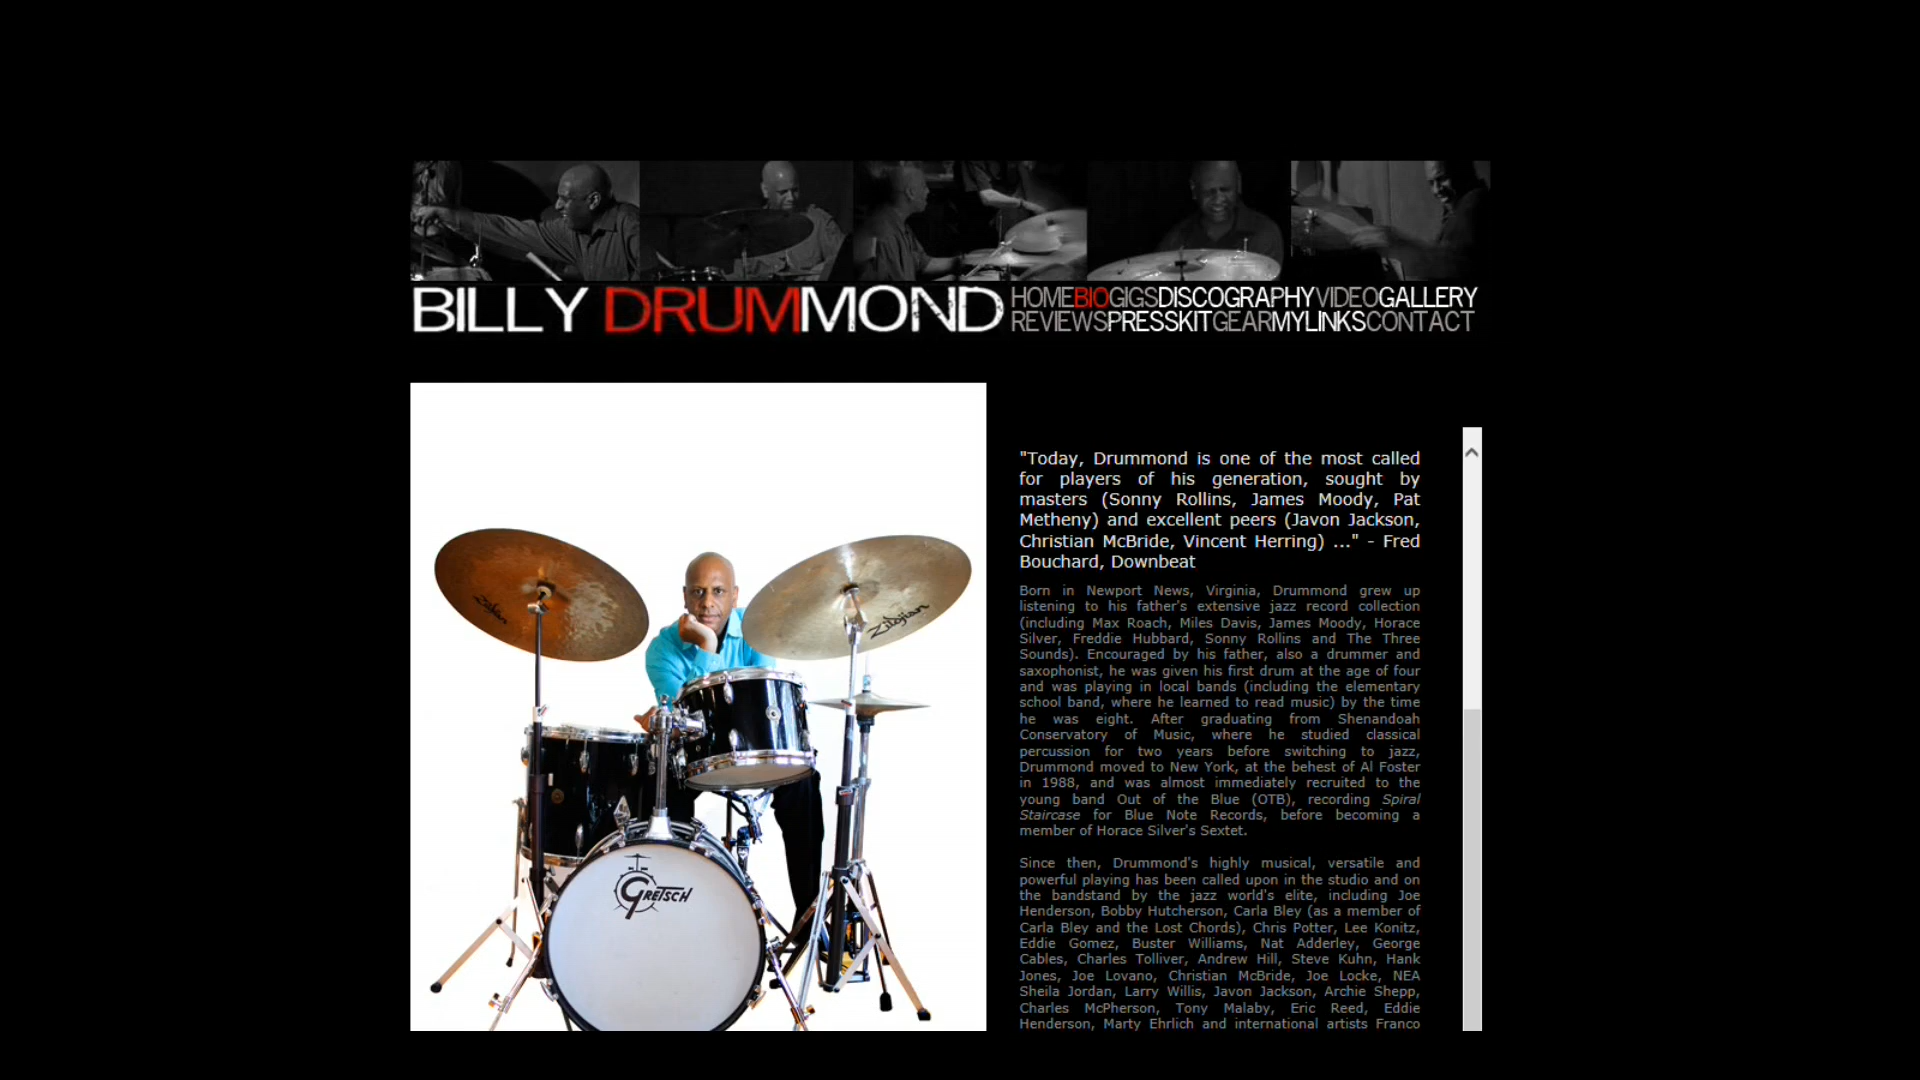 BILLY DRUMMOND
HOMEBIOGIGSDISCOGRAPHYVIDEOGALLERY
REVIEWSPRESSKITGEARMYLINKSCONTACT
Zildjian
Zildjian
GRETSCH
"Today, Drummond is one of the most called
for players of his generation, sought by
masters (Sonny Rollins, James Moody, Pat
Metheny) and excellent peers (Javon Jackson,
Christian McBride, Vincent Herring) ..." - Fred
Bouchard, Downbeat
Born in Newport News, Virginia, Drummond grew up
listening to his father's extensive jazz record collection
(including Max Roach, Miles Davis, James Moody, Horace
Silver, Freddie Hubbard, Sonny Rollins and The Three
Sounds). Encouraged by his father, also a drummer and
saxophonist, he was given his first drum at the age of four
and was playing in local bands (including the elementary
school band, where he learned to read music) by the time
he was eight. After graduating from Shenandoah
Conservatory of Music, where he studied classical
percussion for two years before switching to jazz,
Drummond moved to New York, at the behest of Al Foster
in 1988, and was almost immediately recruited to the
young band Out of the Blue (OTB), recording Spiral
Staircase for Blue Note Records, before becoming a
member of Horace Silver's Sextet.
Since then, Drummond's highly musical, versatile and
powerful playing has been called upon in the studio and on
the bandstand by the jazz world's elite, including Joe
Henderson, Bobby Hutcherson, Carla Bley (as a member of
Carla Bley and the Lost Chords), Chris Potter, Lee Konitz,
Eddie Gomez, Buster Williams, Nat Adderley, George
Cables, Charles Tolliver, Andrew Hill, Steve Kuhn, Hank
Jones, Joe Lovano, Christian McBride, Joe Locke, NEA
Sheila Jordan, Larry Willis, Javon Jackson, Archie Shepp,
Charles McPherson, Tony Malaby, Eric Reed, Eddie
Henderson, Marty Ehrlich and international artists Franco